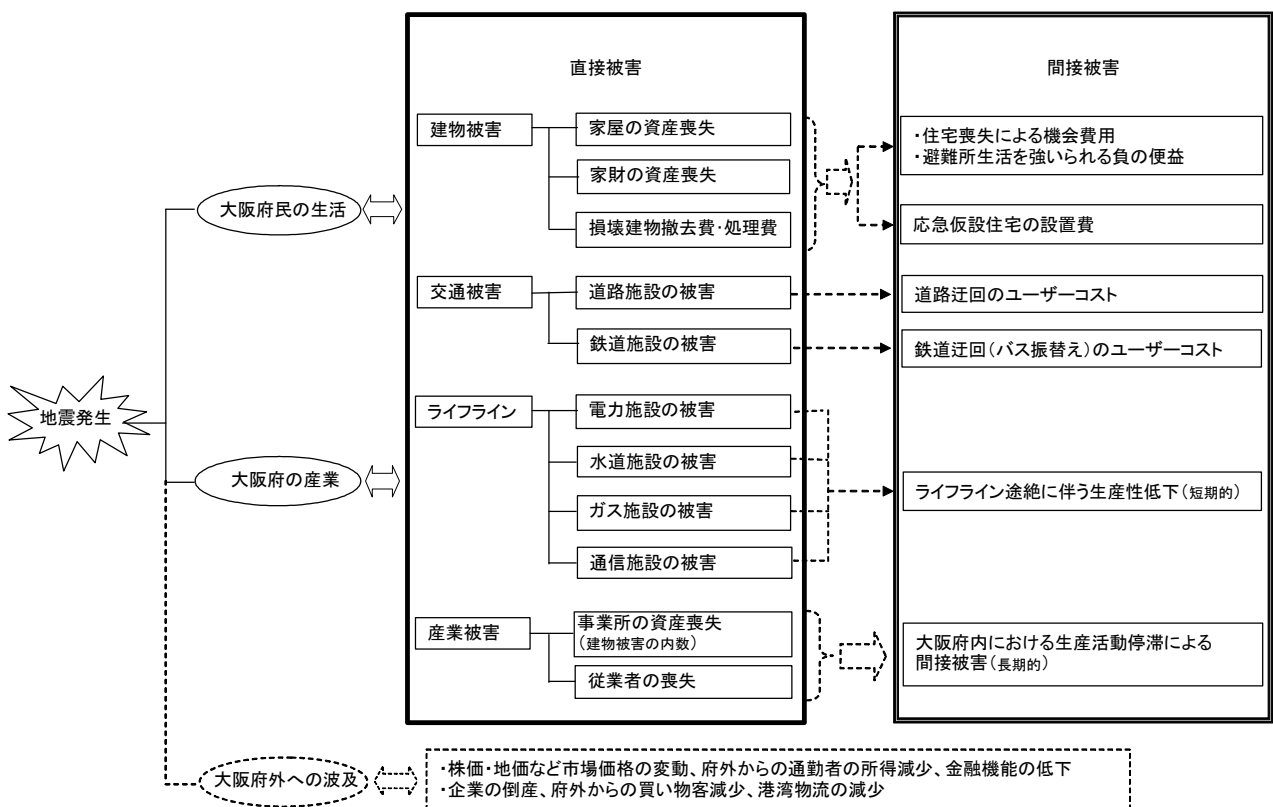 直接被害
間接被害
建物被害
家屋の資産喪失
家財の資産喪失
損壊建物撤去費・処理費
・住宅喪失による機会費用
・避難所生活を強いられる負の便益
応急仮設住宅の設置費
大阪府民の生活
交通被害
道路施設の被害
鉄道施設の被害
道路迂回のユーザーコスト
鉄道迂回(バス振替え)のユーザーコスト
地震発生
ライフライン
電力施設の被害
水道施設の被害
ガス施設の被害
通信施設の被害
大阪府の産業
ライフライン途絶に伴う生産性低下(短期的)
産業被害
事業所の資産喪失
(建物被害の内数)
従業者の喪失
大阪府内における生産活動停滞による
間接被害(長期的)
大阪府外への波及
・株価・地価など市場価格の変動、府外からの通勤者の所得減少、金融機能の低下
・企業の倒産、府外からの買い物客減少、港湾物流の減少